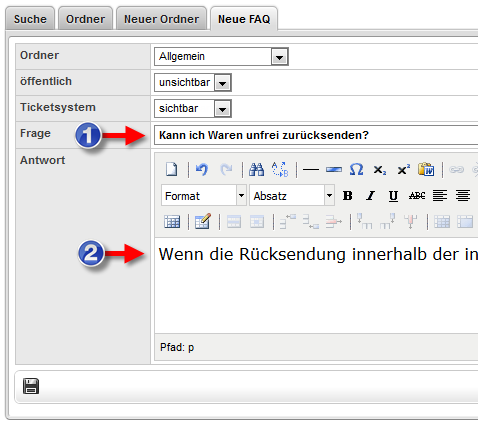 Suche Ordner Neuer Ordner Neue FAQ
Ordner Allgemein
öffentlich unsichtbar
Ticketsystem sichtbar
Frage 1 Kann ich Waren unfrei zurücksenden?
Antwort
Format Absatz B I U ABC
2 Wenn die Rücksendung innerhalb der in
Pfad: p